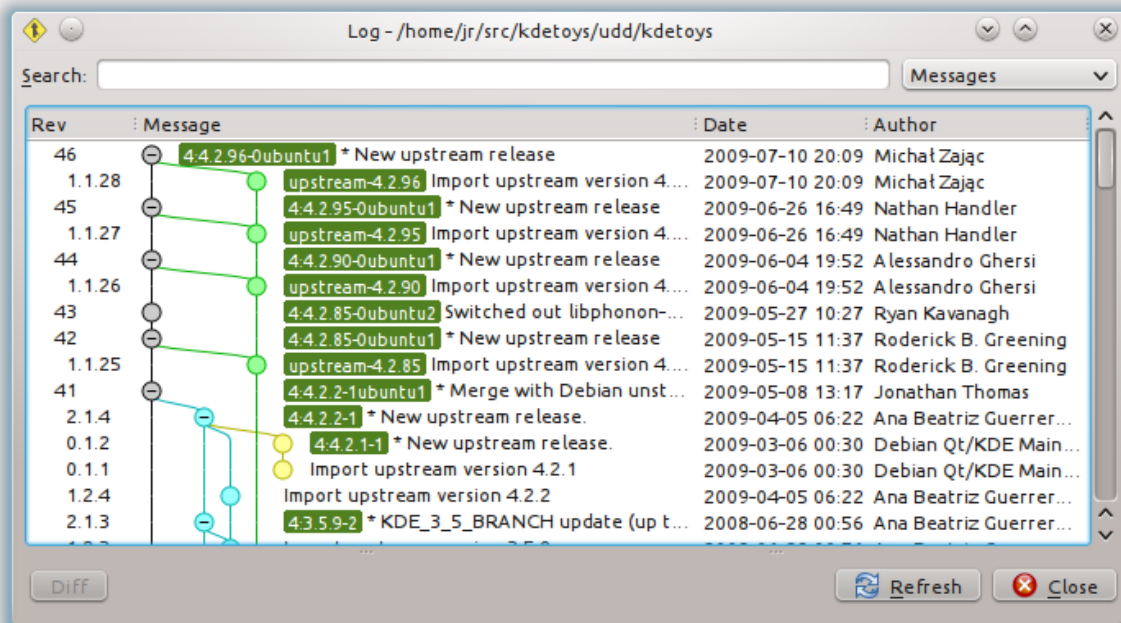 Log - /home/jr/src/kdetoys/udd/kdetoys
Search: Messages
Rev Message Date Author
46 4:4.2.96-0ubuntu1 * New upstream release 2009-07-10 20:09 Michał Zając
1.1.28 upstream-4.2.96 Import upstream version 4.... 2009-07-10 20:09 Michał Zając
45 4:4.2.95-0ubuntu1 * New upstream release 2009-06-26 16:49 Nathan Handler
1.1.27 upstream-4.2.95 Import upstream version 4.... 2009-06-26 16:49 Nathan Handler
44 4:4.2.90-0ubuntu1 * New upstream release 2009-06-04 19:52 Alessandro Ghersi
1.1.26 upstream-4.2.90 Import upstream version 4.... 2009-06-04 19:52 Alessandro Ghersi
43 4:4.2.85-0ubuntu2 Switched out libphonon-... 2009-05-27 10:27 Ryan Kavanagh
42 4:4.2.85-0ubuntu1 * New upstream release 2009-05-15 11:37 Roderick B. Greening
1.1.25 upstream-4.2.85 Import upstream version 4.... 2009-05-15 11:37 Roderick B. Greening
41 4:4.2.2-1ubuntu1 * Merge with Debian unst... 2009-05-08 13:17 Jonathan Thomas
2.1.4 4:4.2.2-1 * New upstream release. 2009-04-05 06:22 Ana Beatriz Guerrer...
0.1.2 4:4.2.1-1 * New upstream release. 2009-03-06 00:30 Debian Qt/KDE Main...
0.1.1 Import upstream version 4.2.1 2009-03-06 00:30 Debian Qt/KDE Main...
1.2.4 Import upstream version 4.2.2 2009-04-05 06:22 Ana Beatriz Guerrer...
2.1.3 4:3.5.9-2 * KDE_3_5_BRANCH update (up t... 2008-06-28 00:56 Ana Beatriz Guerrer...
Diff Refresh Close